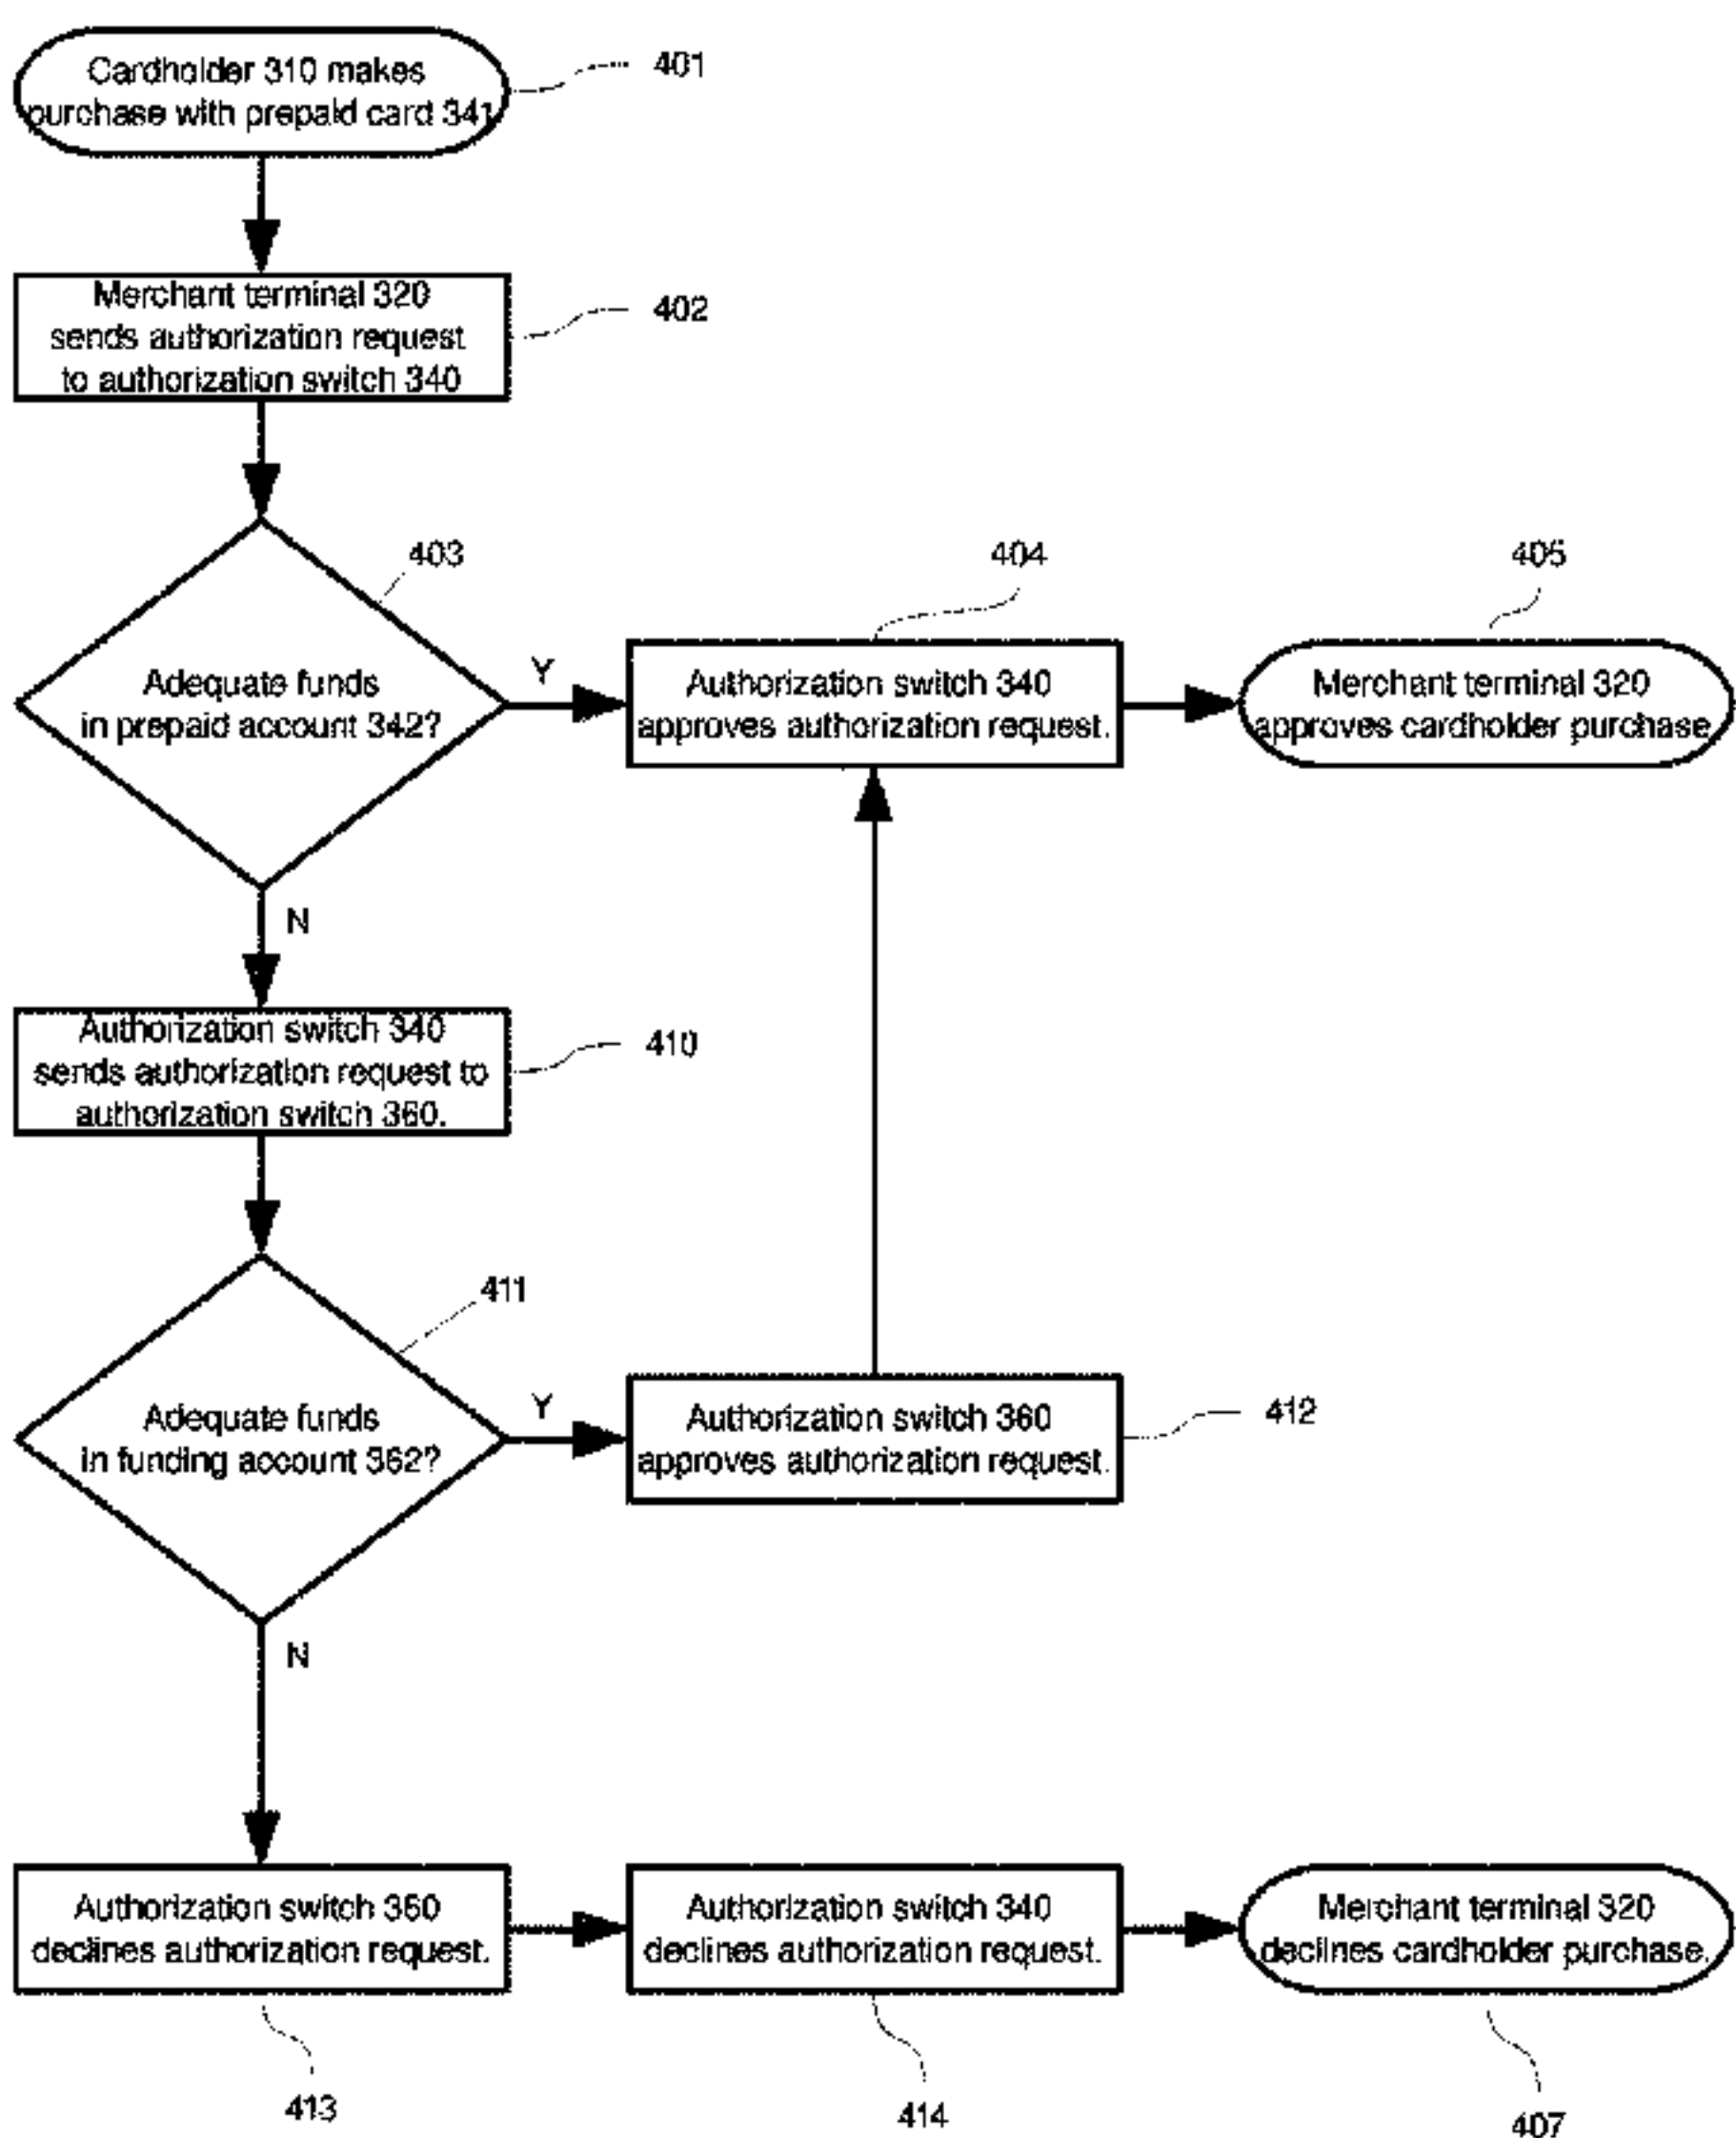 Cardholder 310 makes
purchase with prepaid card 341
401
Merchant terminal 320
sends authorization request
to authorization switch 340
402
403
Adequate funds
in prepaid account 342?
Y
N
404
Authorization switch 340
approves authorization request.
405
Merchant terminal 320
approves cardholder purchase
Authorization switch 340
sends authorization request to
authorization switch 360.
410
411
Adequate funds
in funding account 362?
Y
N
Authorization switch 360
approves authorization request.
412
Authorization switch 360
declines authorization request.
413
Authorization switch 340
declines authorization request.
414
Merchant terminal 320
declines cardholder purchase.
407